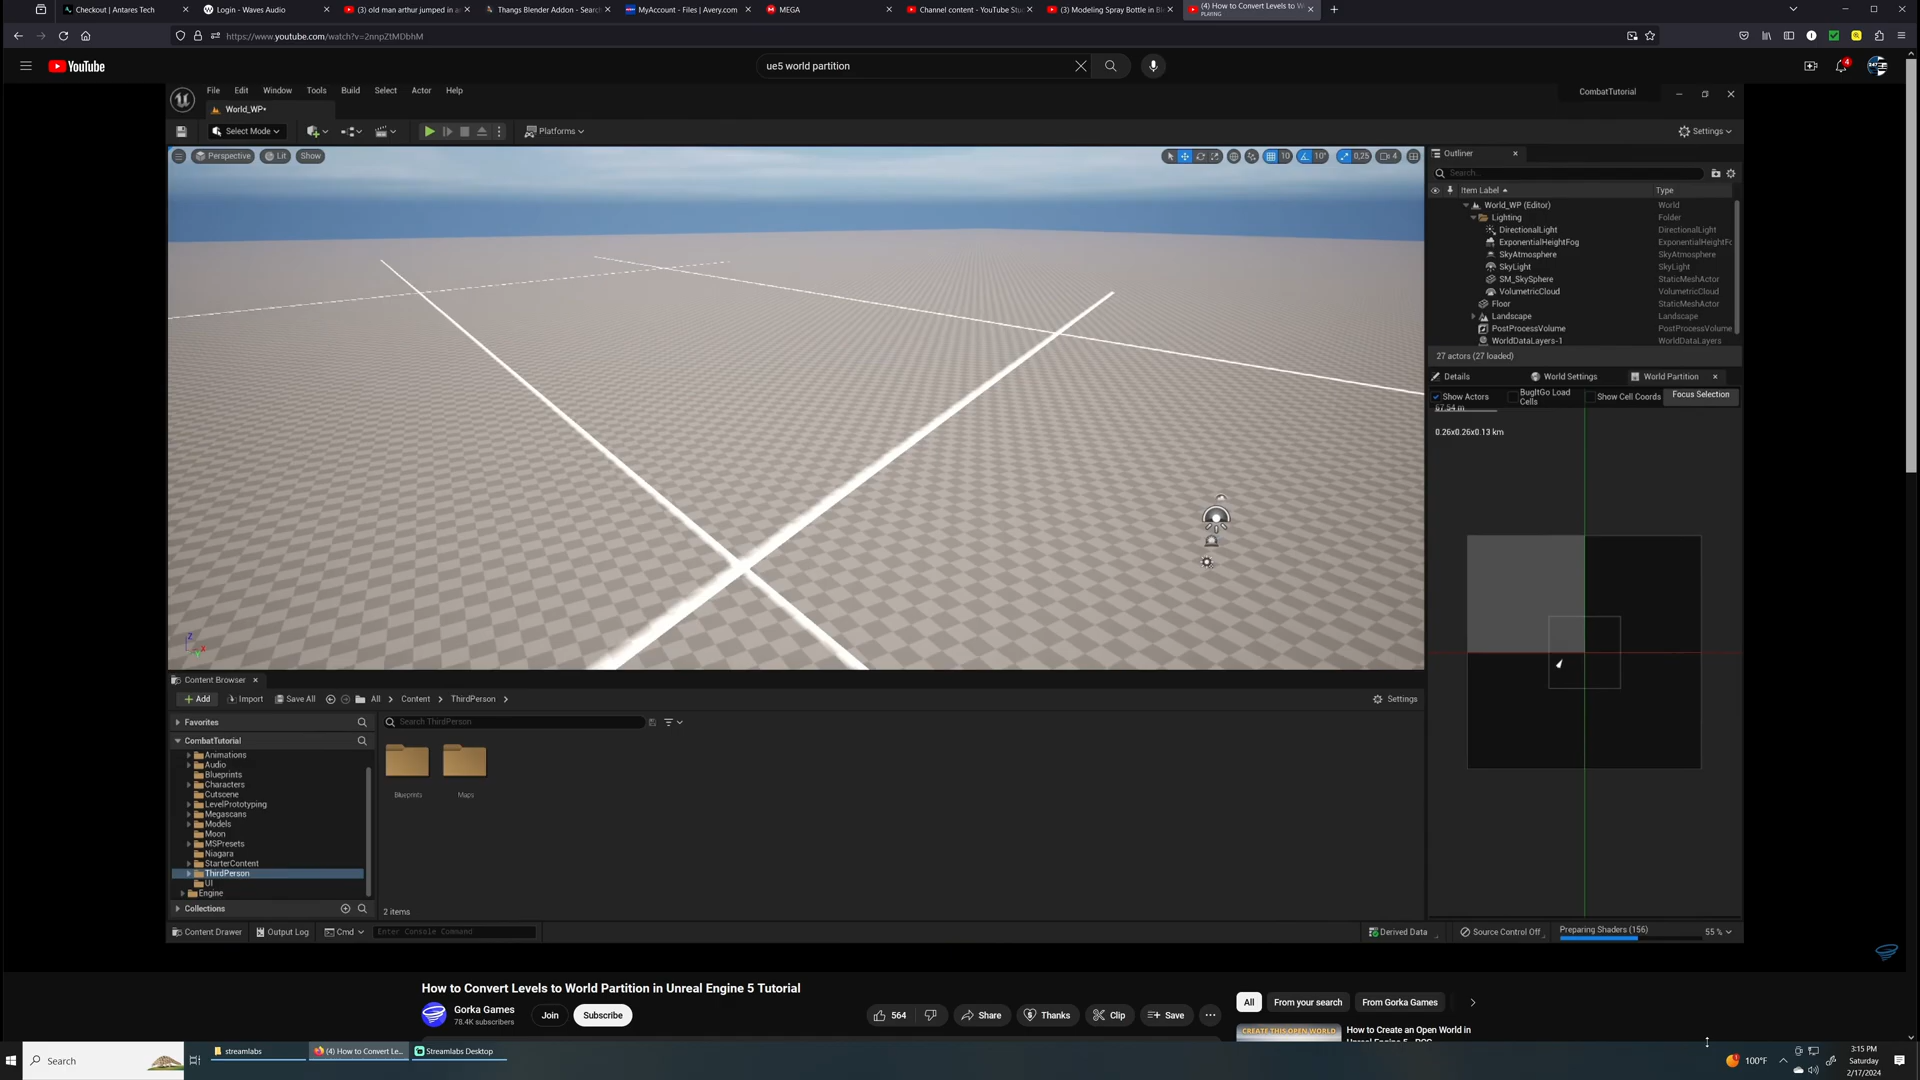 Checkout | Antares Tech
Login - Waves Audio
(3) old man arthur jumped in ar
Thangs Blender Addon - Search
MyAccount - Files | Avery.com
MEGA
Channel content - YouTube Stu
(3) Modeling Spray Bottle in Bl
(4) How to Convert Levels to W
PLAYING
https://www.youtube.com/watch?v=2nnpZtMDbhM
YouTube
ue5 world partition
4
File Edit Window Tools Build Select Actor Help
CombatTutorial
World_WP*
Select Mode
Platforms
Settings
Perspective Lit Show
10 10° 0,25 4
Outliner
Search...
Item Label Type
World_WP (Editor) World
Lighting Folder
DirectionalLight DirectionalLight
ExponentialHeightFog ExponentialHeightFc
SkyAtmosphere SkyAtmosphere
SkyLight SkyLight
SM_SkySphere StaticMeshActor
VolumetricCloud VolumetricCloud
Floor StaticMeshActor
Landscape Landscape
PostProcessVolume PostProcessVolume
WorldDataLayers-1 WorldDataLayers
27 actors (27 loaded)
Details World Settings World Partition
Show Actors BugItGo Load Cells Show Cell Coords Focus Selection
67.54 m
0.26x0.26x0.13 km
Z X Y
Content Browser
Add Import Save All All Content ThirdPerson Settings
Favorites
Search ThirdPerson
CombatTutorial
Animations
Audio
Blueprints
Characters
Cutscene
LevelPrototyping
Megascans
Models
Moon
MSPresets
Niagara
StarterContent
ThirdPerson
UI
Engine
Collections
Blueprints Maps
2 items
Content Drawer Output Log Cmd Enter Console Command
Derived Data Source Control Off Preparing Shaders (156) 55 %
How to Convert Levels to World Partition in Unreal Engine 5 Tutorial
Gorka Games
78.4K subscribers
Join Subscribe
564 Share Thanks Clip Save
All From your search From Gorka Games
CREATE THIS OPEN WORLD
How to Create an Open World in
Search
streamlabs
(4) How to Convert Le...
Streamlabs Desktop
100°F
3:15 PM
Saturday
2/17/2024